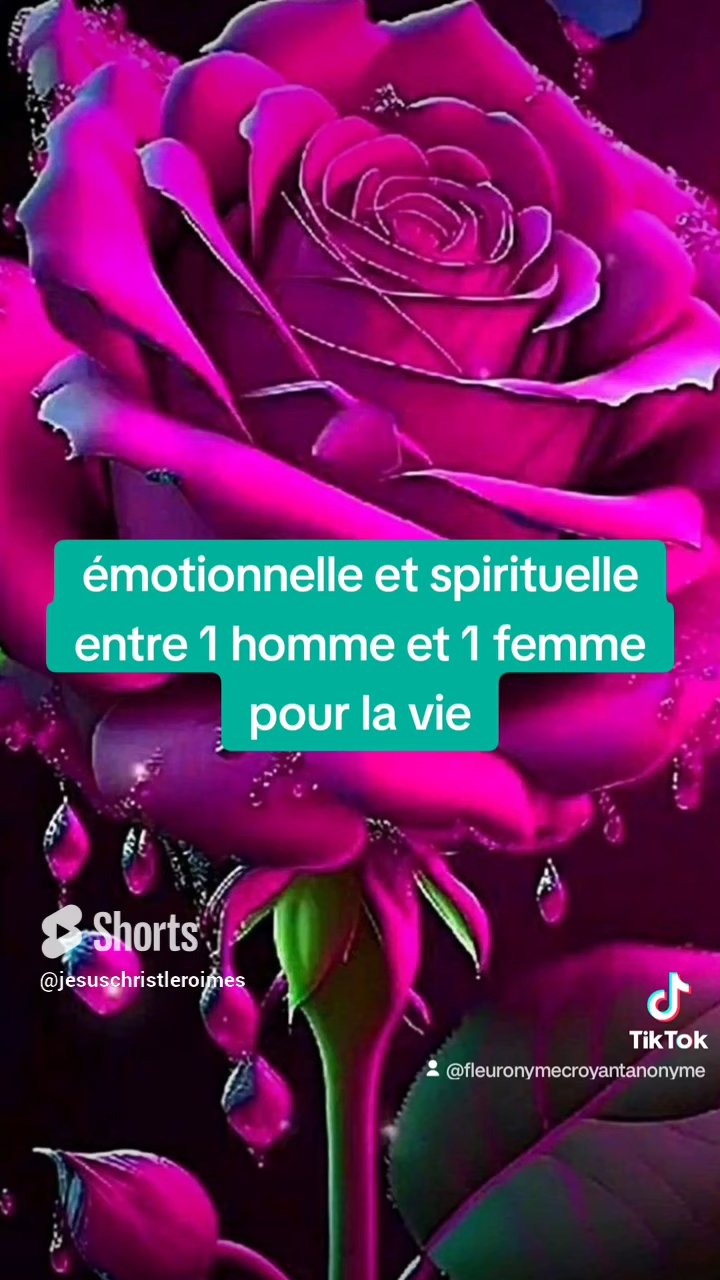 émotionnelle et spirituelle
entre 1 homme et 1 femme
pour la vie
Shorts
@jesuschristleroimes
TikTok
@fleuronymecroyantanonyme